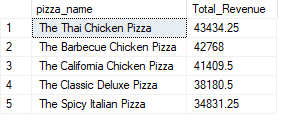 pizza_name Total_Revenue
1 The Thai Chicken Pizza 43434.25
2 The Barbecue Chicken Pizza 42768
3 The California Chicken Pizza 41409.5
4 The Classic Deluxe Pizza 38180.5
5 The Spicy Italian Pizza 34831.25